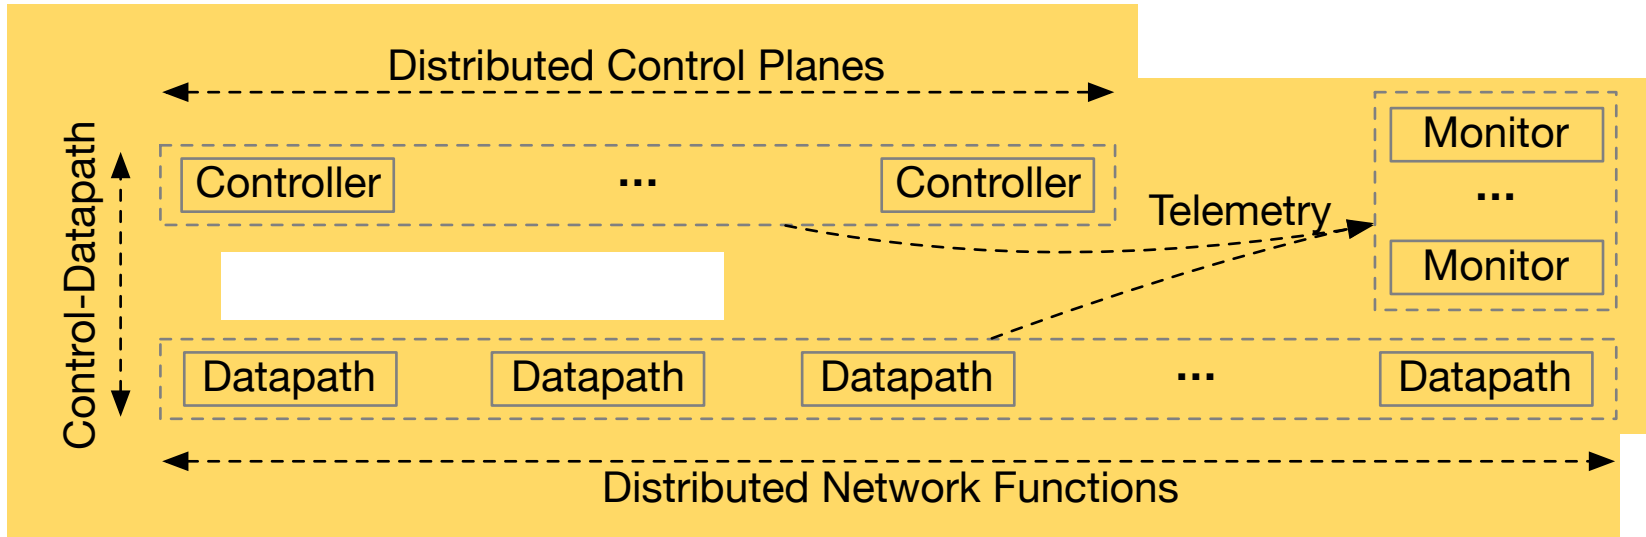 Distributed Control Planes
Control-Datapath
Controller
...
Controller
Telemetry
Monitor
...
Monitor
Datapath
Datapath
Datapath
...
Datapath
Distributed Network Functions